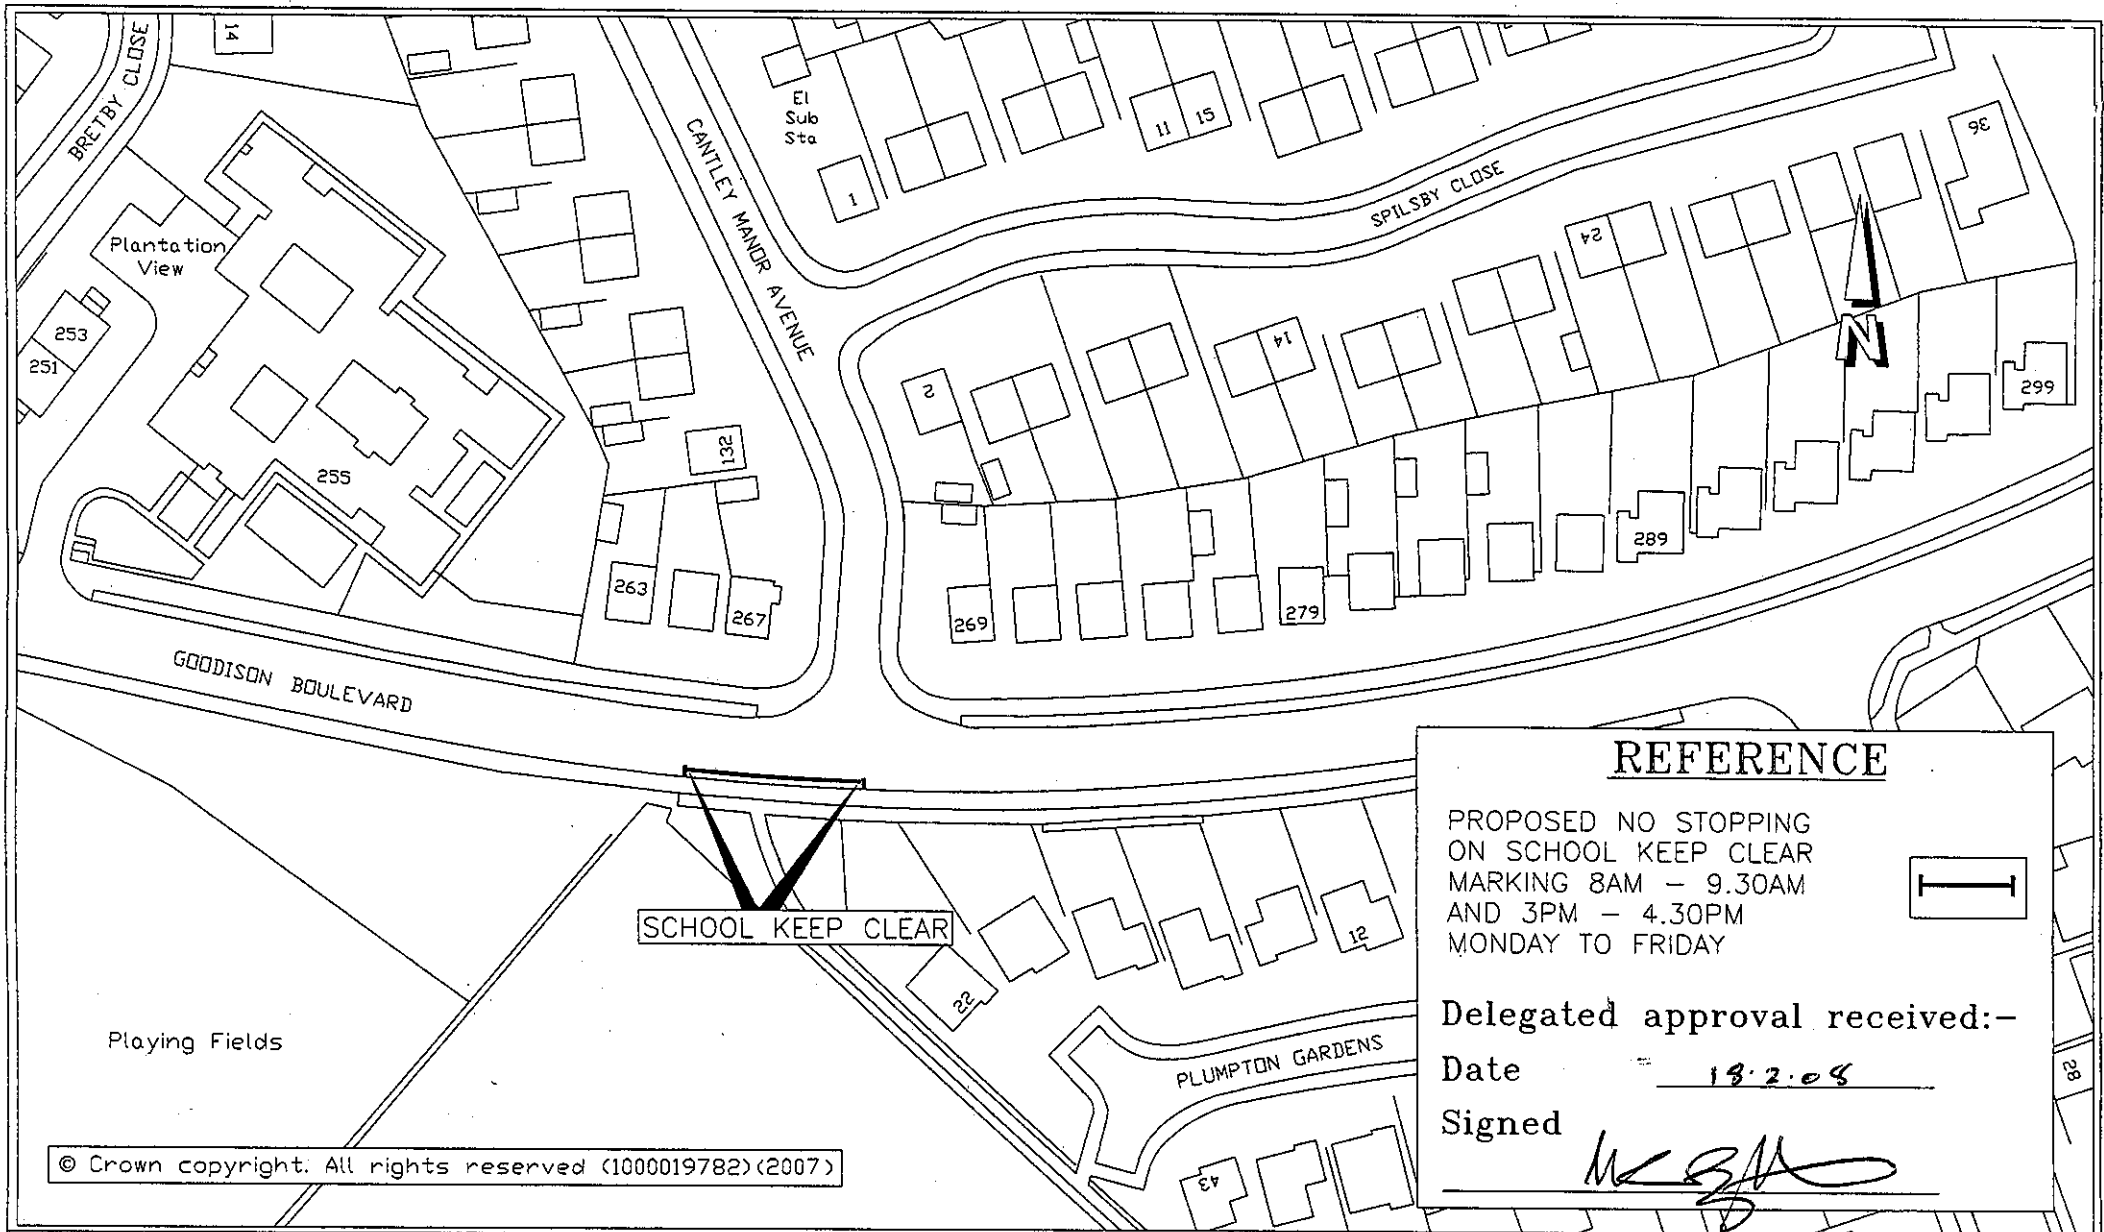 14
BRETBY CLOSE
El
Sub
Sta
1
11 15
36
CANTLEY MANOR AVENUE
SPILSBY CLOSE
Plantation
View
24
253
251
14
2
N
299
132
255
289
263
267
269
279
GOODISON BOULEVARD
SCHOOL KEEP CLEAR
12
22
Playing Fields
PLUMPTON GARDENS
43
28
© Crown copyright. All rights reserved (1000019782)(2007)
REFERENCE
PROPOSED NO STOPPING
ON SCHOOL KEEP CLEAR
MARKING 8AM – 9.30AM
AND 3PM – 4.30PM
MONDAY TO FRIDAY
Delegated approval received:–
Date 18.2.08
Signed